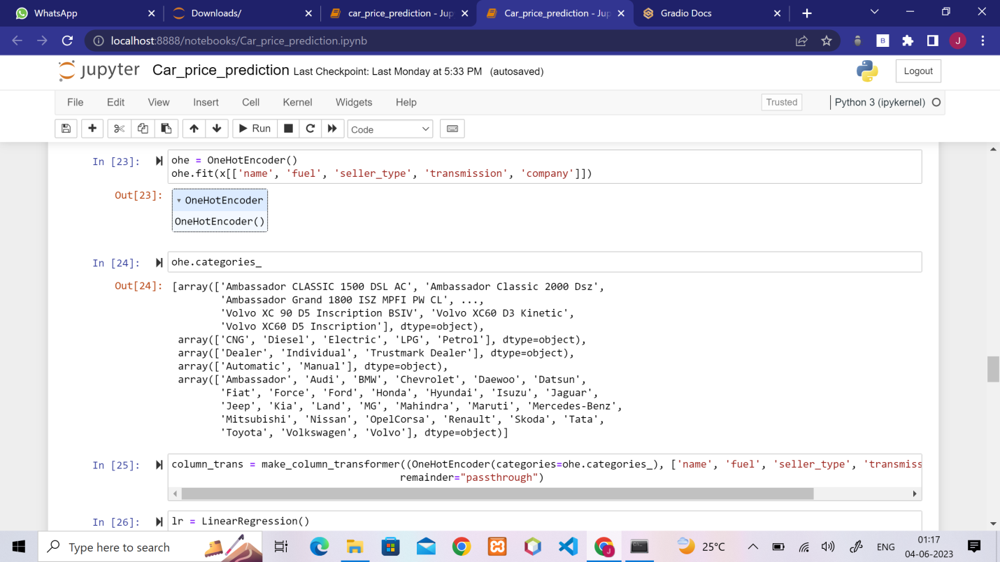 WhatsApp
Downloads/
car_price_prediction - Jup
Car_price_prediction - Jup
Gradio Docs
localhost:8888/notebooks/Car_price_prediction.ipynb
B
J
jupyter Car_price_prediction Last Checkpoint: Last Monday at 5:33 PM (autosaved)
Logout
File Edit View Insert Cell Kernel Widgets Help
Trusted
Python 3 (ipykernel)
Run
Code
In [23]: ohe = OneHotEncoder()
ohe.fit(x[['name', 'fuel', 'seller_type', 'transmission', 'company']])
Out[23]: OneHotEncoder
OneHotEncoder()
In [24]: ohe.categories_
Out[24]: [array(['Ambassador CLASSIC 1500 DSL AC', 'Ambassador Classic 2000 Dsz',
'Ambassador Grand 1800 ISZ MPFI PW CL', ...,
'Volvo XC 90 D5 Inscription BSIV', 'Volvo XC60 D3 Kinetic',
'Volvo XC60 D5 Inscription'], dtype=object),
array(['CNG', 'Diesel', 'Electric', 'LPG', 'Petrol'], dtype=object),
array(['Dealer', 'Individual', 'Trustmark Dealer'], dtype=object),
array(['Automatic', 'Manual'], dtype=object),
array(['Ambassador', 'Audi', 'BMW', 'Chevrolet', 'Daewoo', 'Datsun',
'Fiat', 'Force', 'Ford', 'Honda', 'Hyundai', 'Isuzu', 'Jaguar',
'Jeep', 'Kia', 'Land', 'MG', 'Mahindra', 'Maruti', 'Mercedes-Benz',
'Mitsubishi', 'Nissan', 'OpelCorsa', 'Renault', 'Skoda', 'Tata',
'Toyota', 'Volkswagen', 'Volvo'], dtype=object)]
In [25]: column_trans = make_column_transformer((OneHotEncoder(categories=ohe.categories_), ['name', 'fuel', 'seller_type', 'transmiss
remainder="passthrough")
In [26]: lr = LinearRegression()
Type here to search
25°C
ENG
01:17
04-06-2023